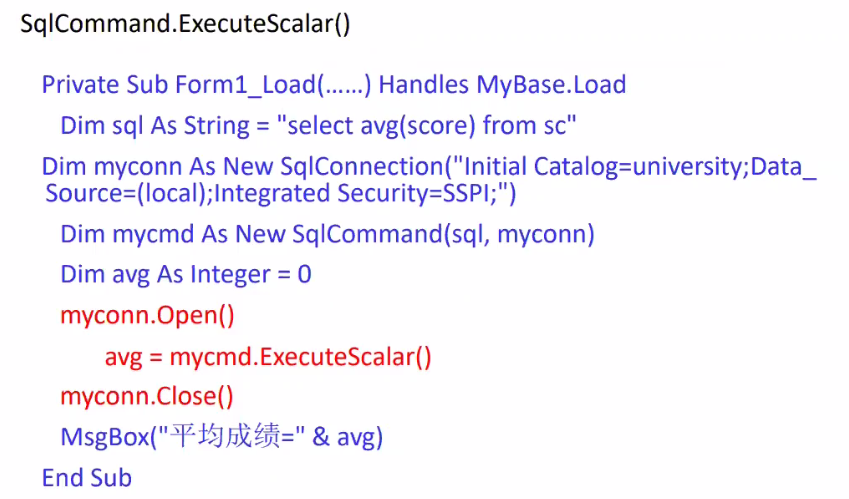 SqlCommand.ExecuteScalar()
Private Sub Form1_Load(……) Handles MyBase.Load
Dim sql As String = "select avg(score) from sc"
Dim myconn As New SqlConnection("Initial Catalog=university;Data_
Source=(local);Integrated Security=SSPI;")
Dim mycmd As New SqlCommand(sql, myconn)
Dim avg As Integer = 0
myconn.Open()
avg = mycmd.ExecuteScalar()
myconn.Close()
MsgBox("平均成绩=" & avg)
End Sub